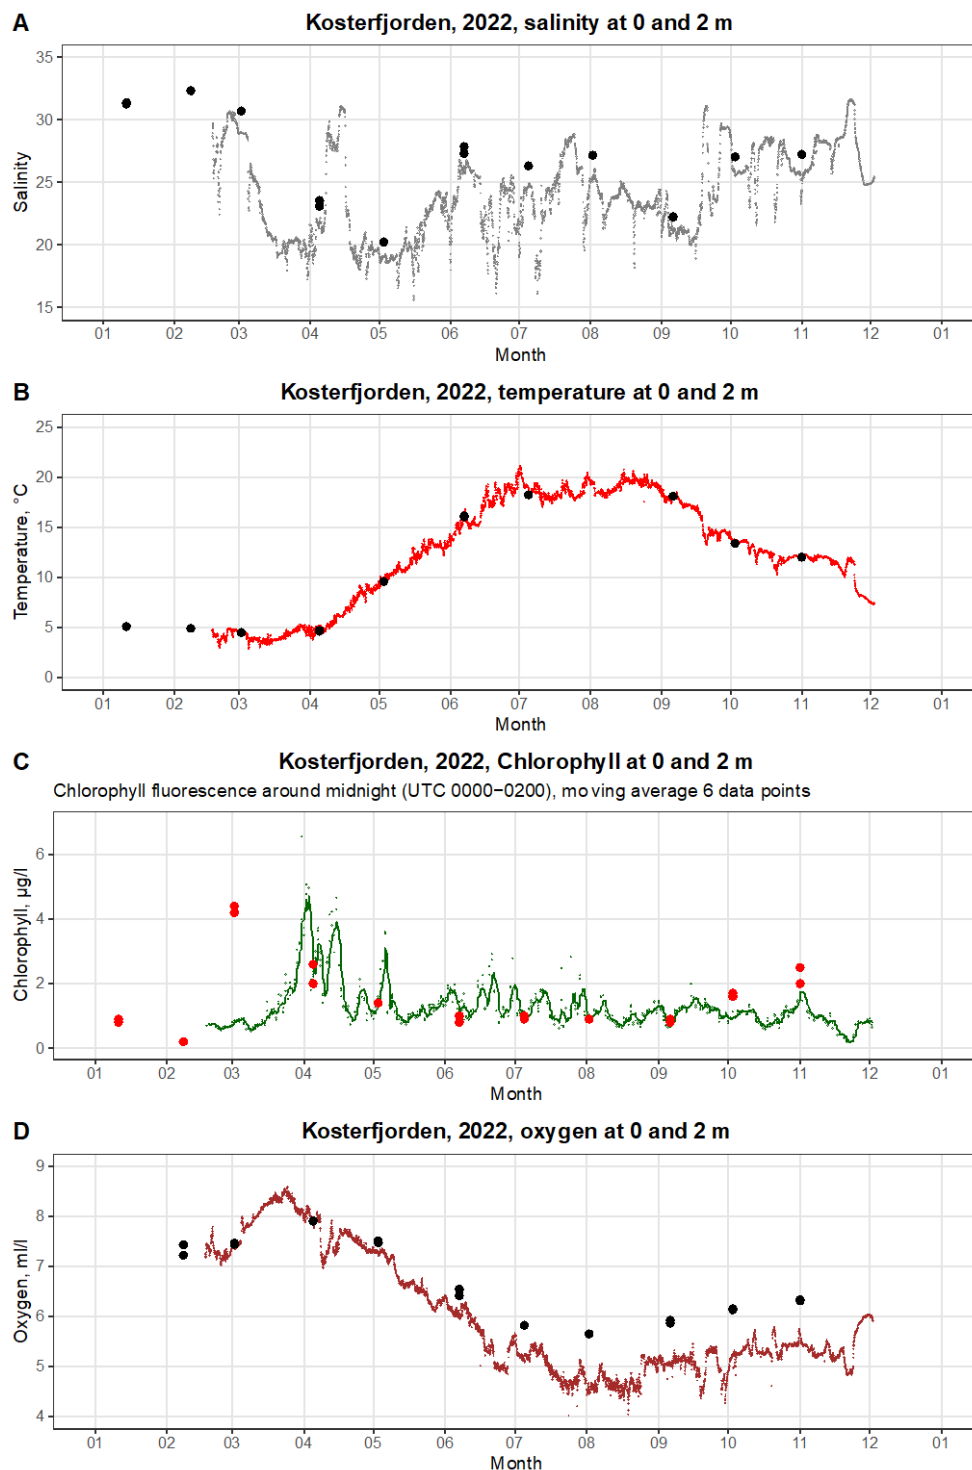 A
Kosterfjorden, 2022, salinity at 0 and 2 m
35
30
25
20
15
Salinity
01 02 03 04 05 06 07 08 09 10 11 12 01
Month
B
Kosterfjorden, 2022, temperature at 0 and 2 m
25
20
15
10
5
0
Temperature, °C
01 02 03 04 05 06 07 08 09 10 11 12 01
Month
C
Kosterfjorden, 2022, Chlorophyll at 0 and 2 m
Chlorophyll fluorescence around midnight (UTC 0000−0200), moving average 6 data points
6
4
2
0
Chlorophyll, µg/l
01 02 03 04 05 06 07 08 09 10 11 12 01
Month
D
Kosterfjorden, 2022, oxygen at 0 and 2 m
9
8
7
6
5
4
Oxygen, ml/l
01 02 03 04 05 06 07 08 09 10 11 12 01
Month